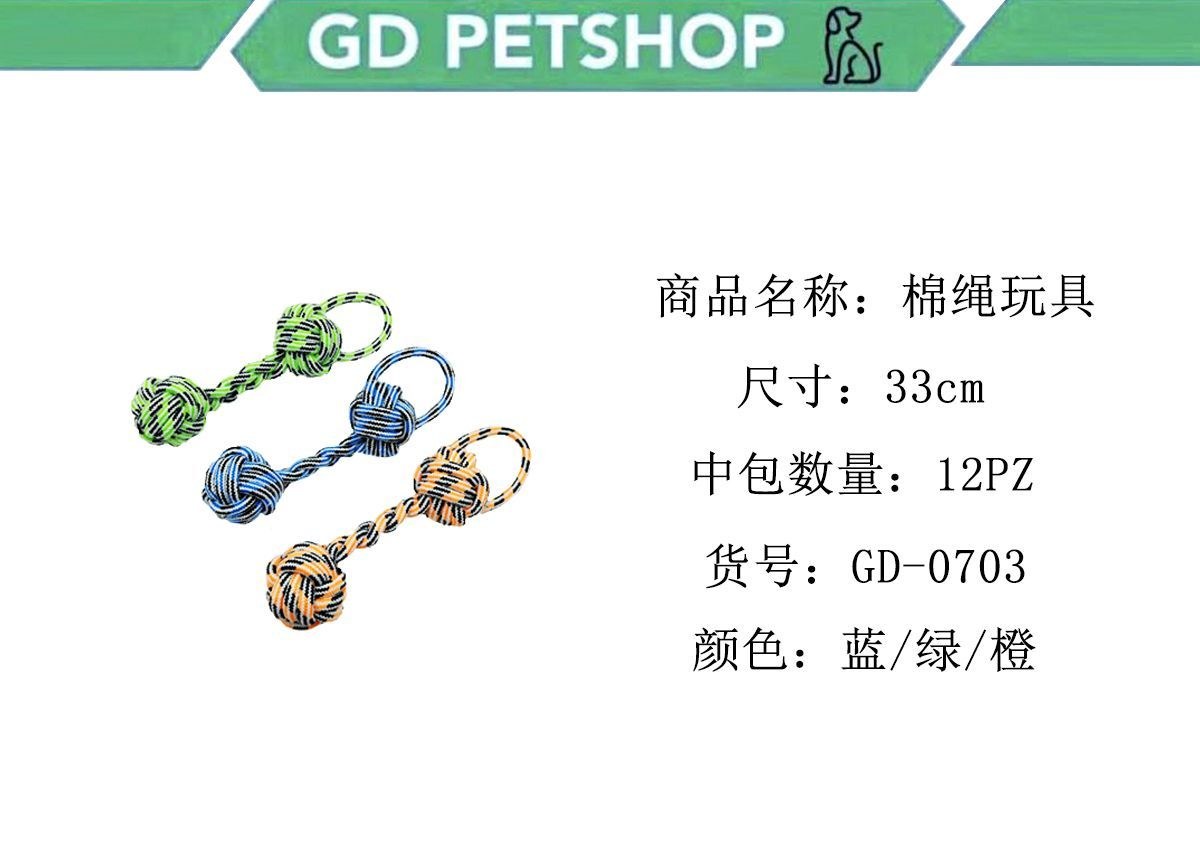 GD PETSHOP
商品名称：棉绳玩具
尺寸：33cm
中包数量：12PZ
货号：GD-0703
颜色：蓝/绿/橙